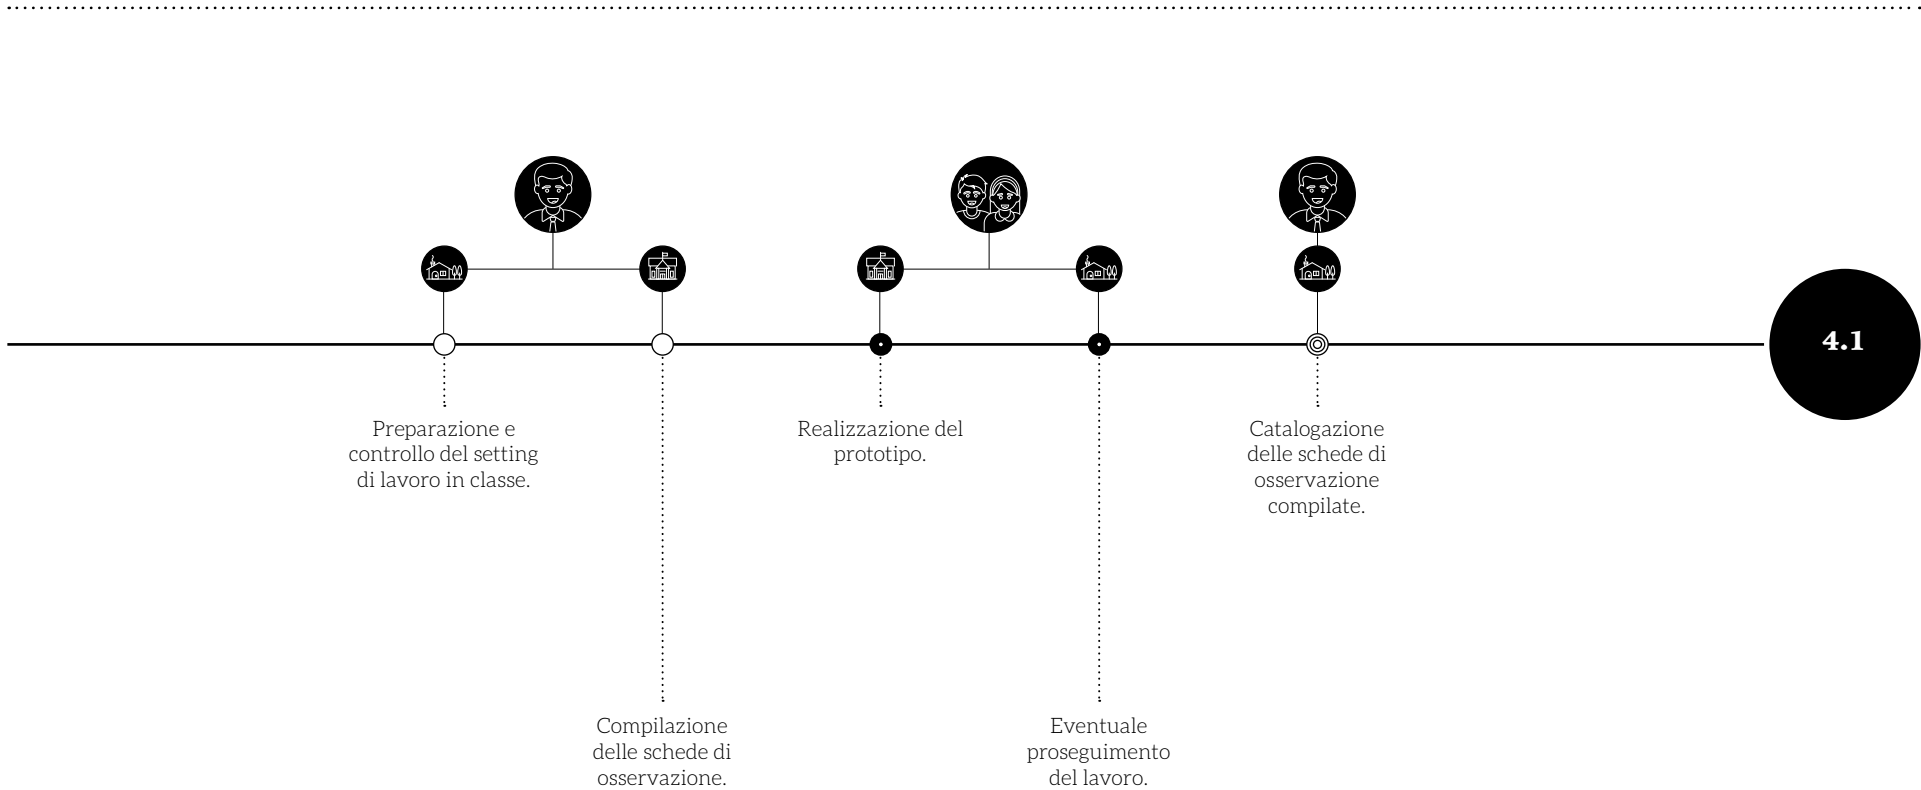 4.1
Preparazione e
controllo del setting
di lavoro in classe.
Realizzazione del
prototipo.
Catalogazione
delle schede di
osservazione
compilate.
Compilazione
delle schede di
osservazione.
Eventuale
proseguimento
del lavoro.